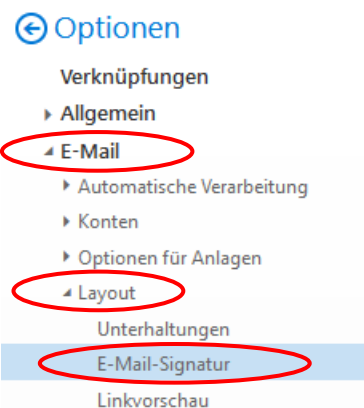 Optionen
Verknüpfungen
Allgemein
E-Mail
Automatische Verarbeitung
Konten
Optionen für Anlagen
Layout
Unterhaltungen
E-Mail-Signatur
Linkvorschau